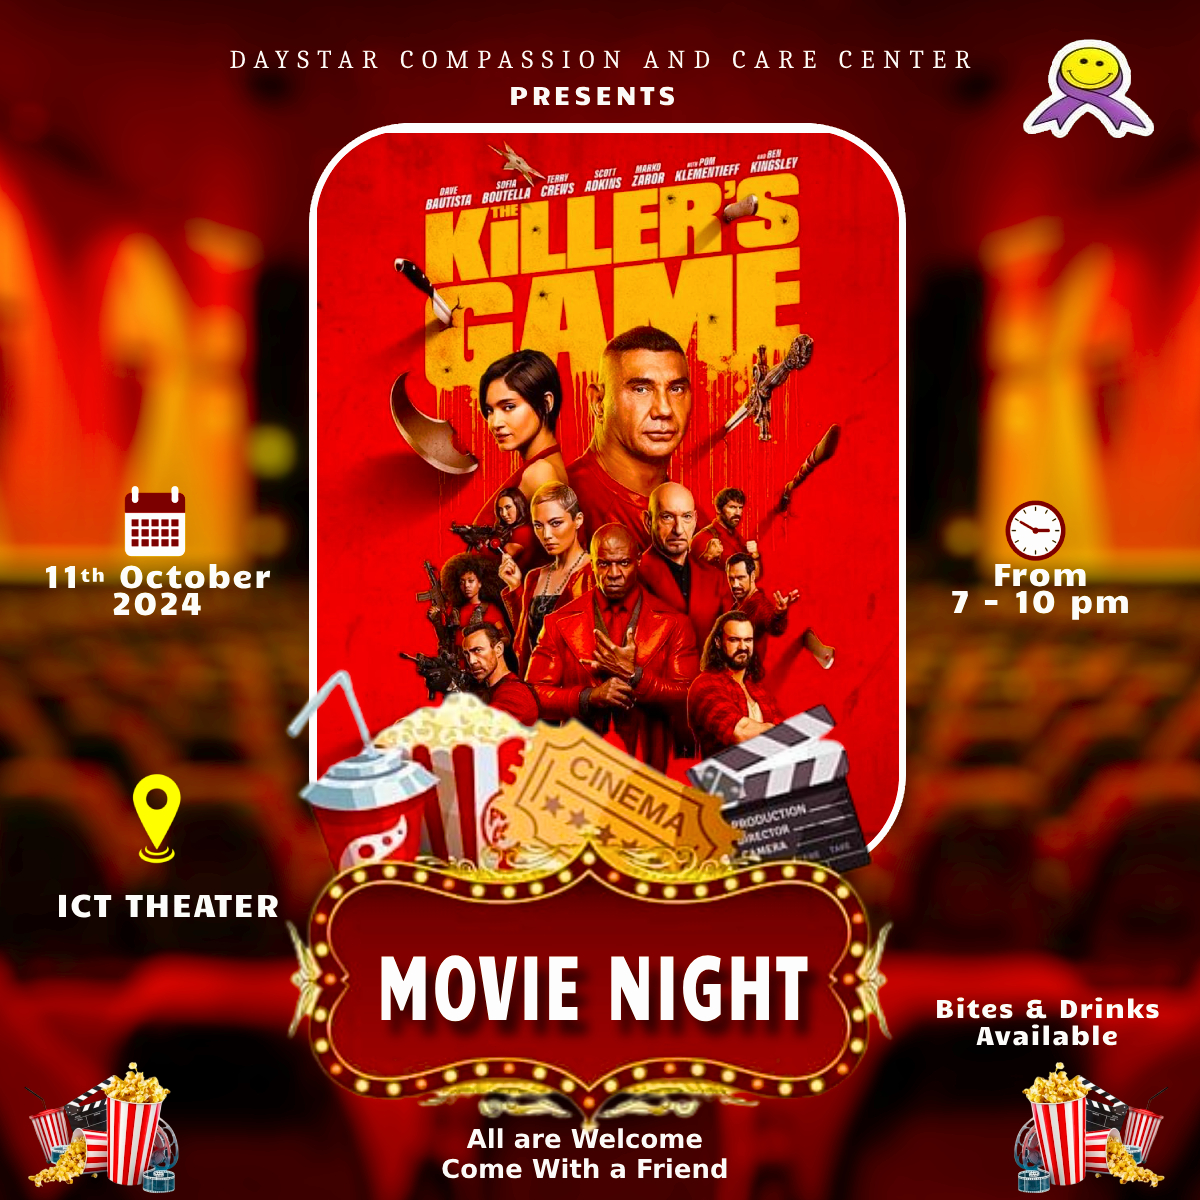 DAYSTAR COMPASSION AND CARE CENTER
PRESENTS
DAVE BAUTISTA SOFIA BOUTELLA TERRY CREWS SCOTT ADKINS MARKO ZAROR WITH POM KLEMENTIEFF AND BEN KINGSLEY
THE
KiLLER'S
GAME
11th October
2024
From
7 - 10 pm
CINEMA
PRODUCTION
DIRECTOR
CAMERA
TAKE
ICT THEATER
MOVIE NIGHT
Bites & Drinks
Available
All are Welcome
Come With a Friend